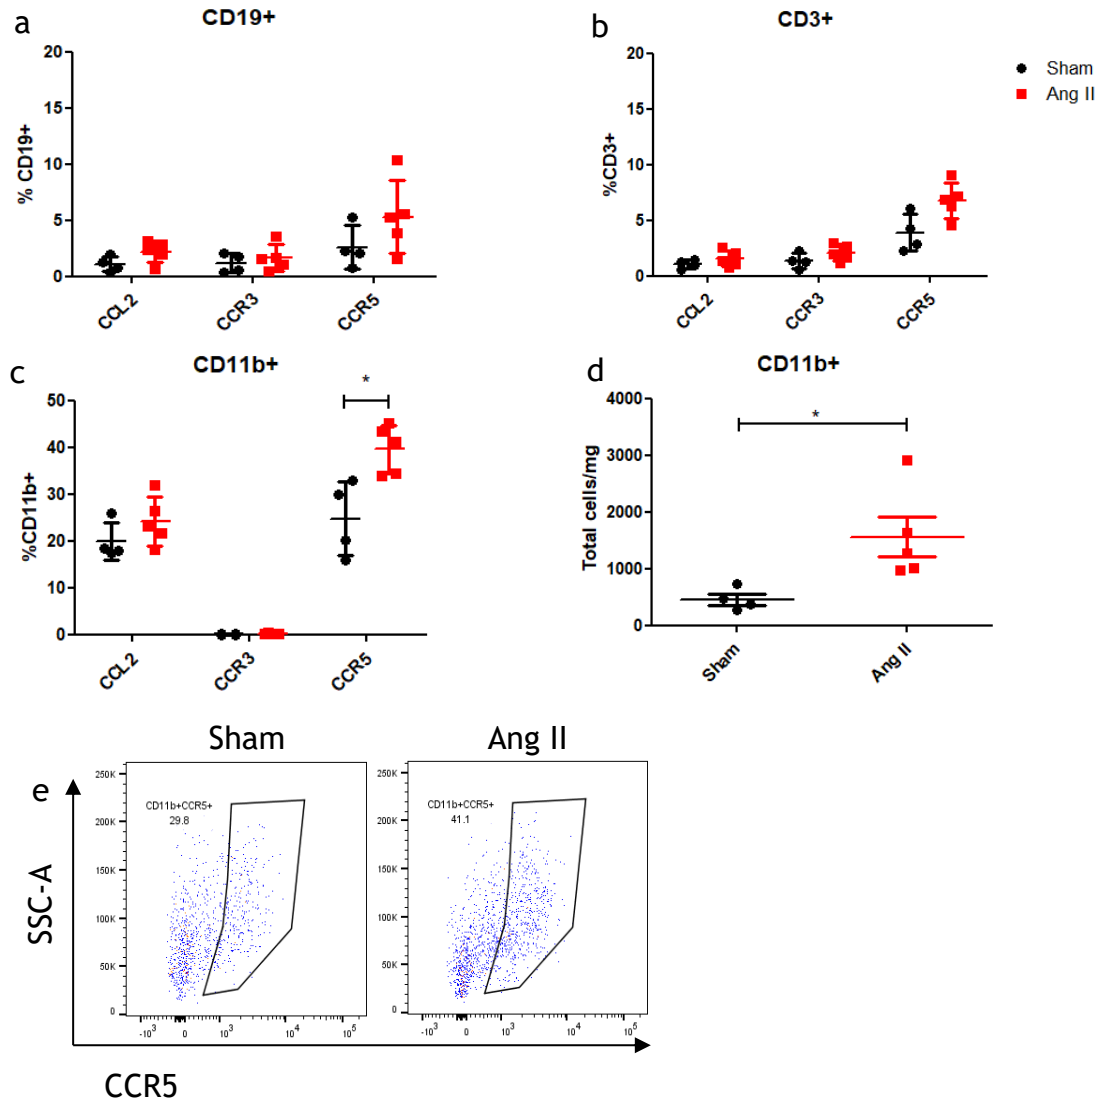 a
CD19+
20
15
10
5
0
% CD19+
CCL2
CCR3
CCR5
b
CD3+
20
15
10
5
0
%CD3+
CCL2
CCR3
CCR5
Sham
Ang II
c
CD11b+
50
40
30
20
10
0
%CD11b+
*
CCL2
CCR3
CCR5
d
CD11b+
4000
3000
2000
1000
0
Total cells/mg
*
Sham
Ang II
e
Sham
250K
200K
150K
100K
50K
0
CD11b+CCR5+
29.8
-10³ 0 10³ 10⁴ 10⁵
Ang II
250K
200K
150K
100K
50K
0
CD11b+CCR5+
41.1
-10³ 0 10³ 10⁴ 10⁵
SSC-A
CCR5